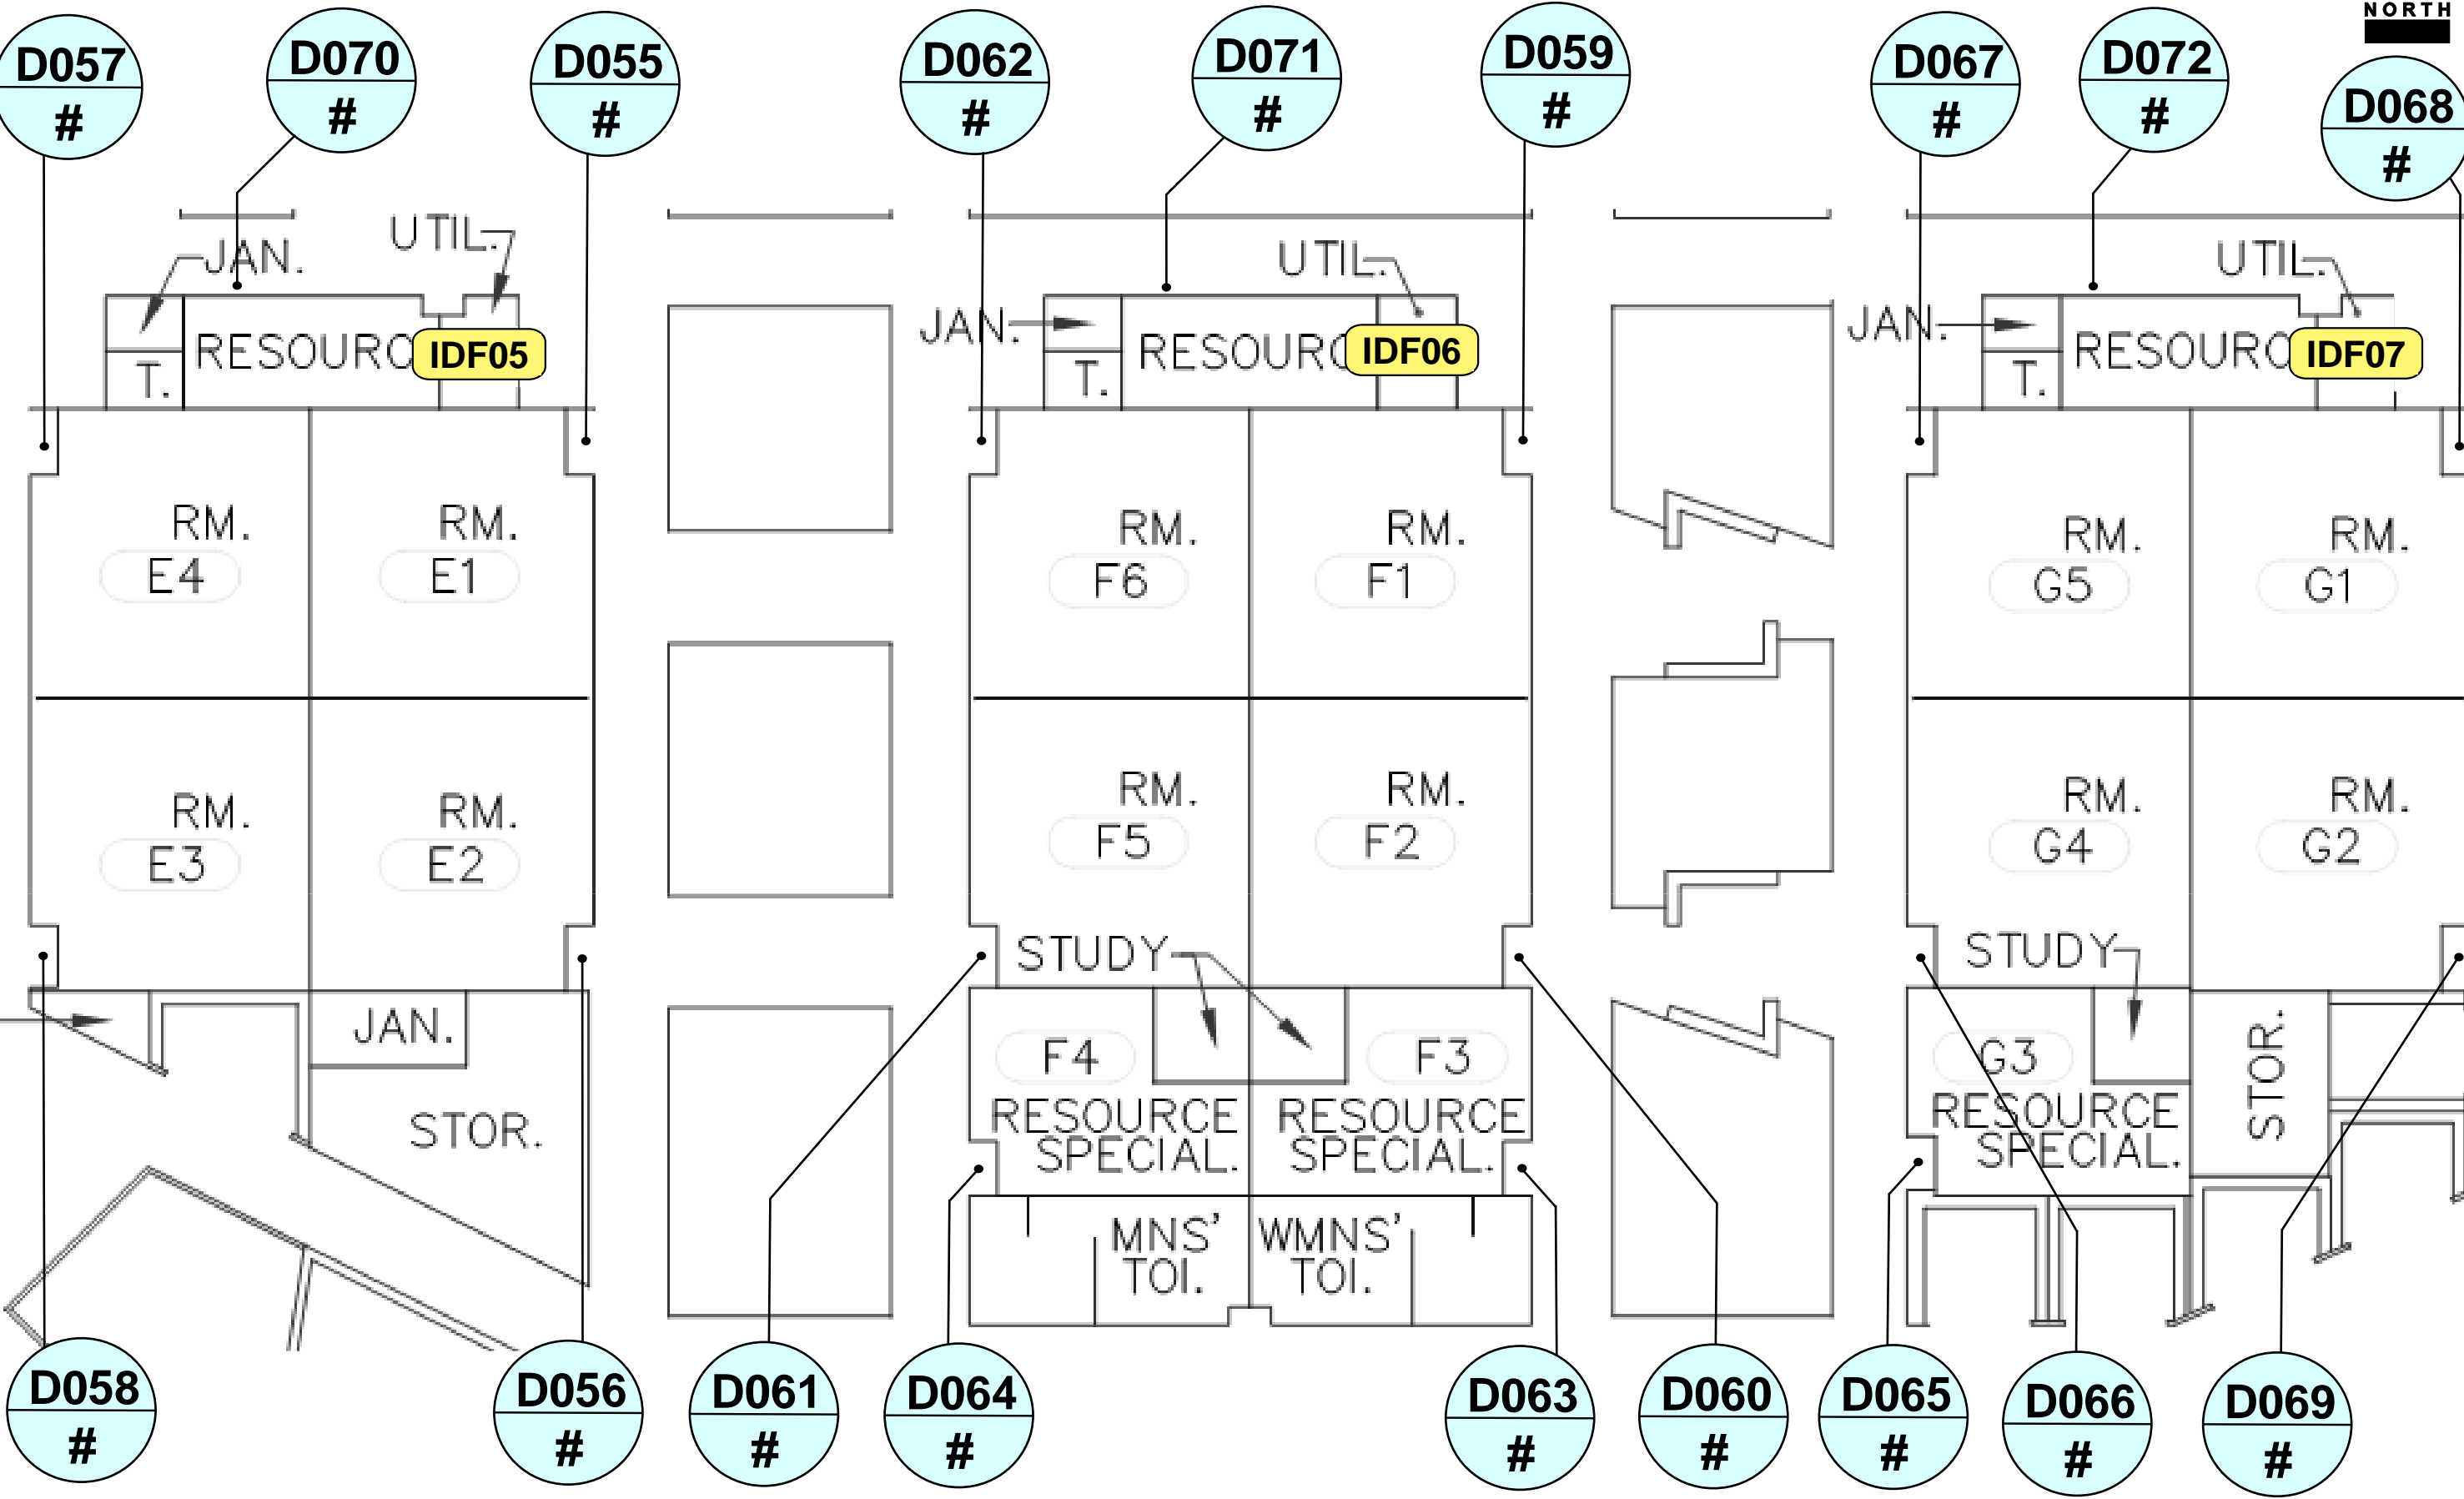 NORTH
D057
#
D070
#
D055
#
D062
#
D071
#
D059
#
D067
#
D072
#
D068
#
UTIL.
JAN.
RESOURC
IDF05
T.
UTIL.
JAN.
RESOURC
IDF06
T.
UTIL.
JAN.
RESOURC
IDF07
T.
RM.
E4
RM.
E1
RM.
F6
RM.
F1
RM.
G5
RM.
G1
RM.
E3
RM.
E2
RM.
F5
RM.
F2
RM.
G4
RM.
G2
STUDY
STUDY
JAN.
STOR.
F4
RESOURCE
SPECIAL.
F3
RESOURCE
SPECIAL.
G3
RESOURCE
SPECIAL.
STOR.
MNS'
TOI.
WMNS'
TOI.
D058
#
D056
#
D061
#
D064
#
D063
#
D060
#
D065
#
D066
#
D069
#